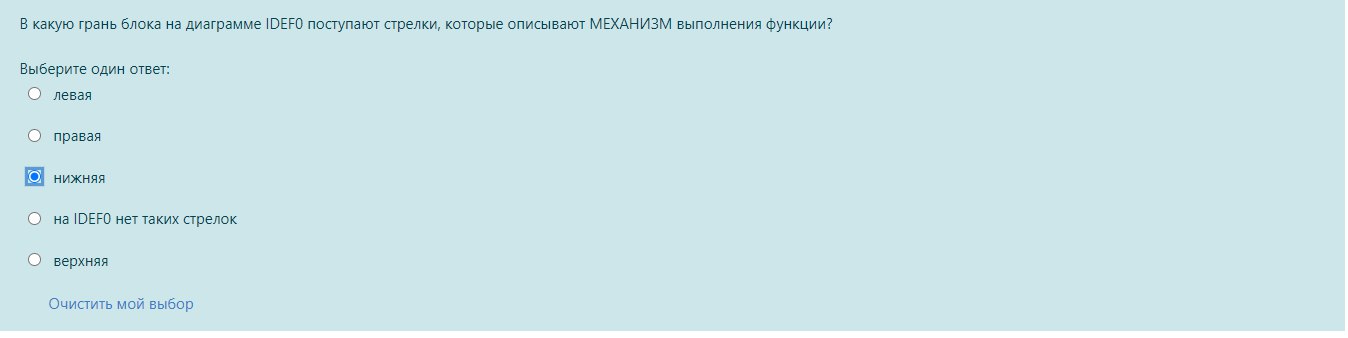 В какую грань блока на диаграмме IDEF0 поступают стрелки, которые описывают МЕХАНИЗМ выполнения функции?
Выберите один ответ:
левая
правая
нижняя
на IDEF0 нет таких стрелок
верхняя
Очистить мой выбор